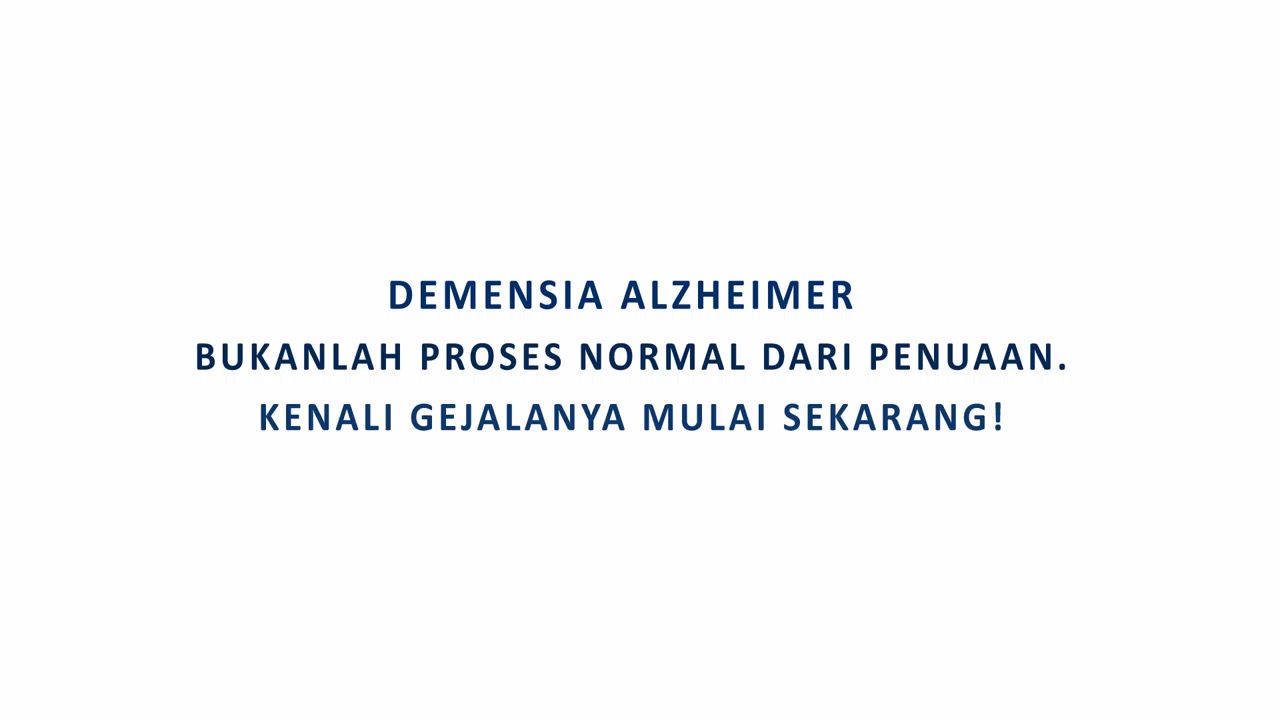 DEMENSIA ALZHEIMER
BUKANLAH PROSES NORMAL DARI PENUAAN.
KENALI GEJALANYA MULAI SEKARANG!